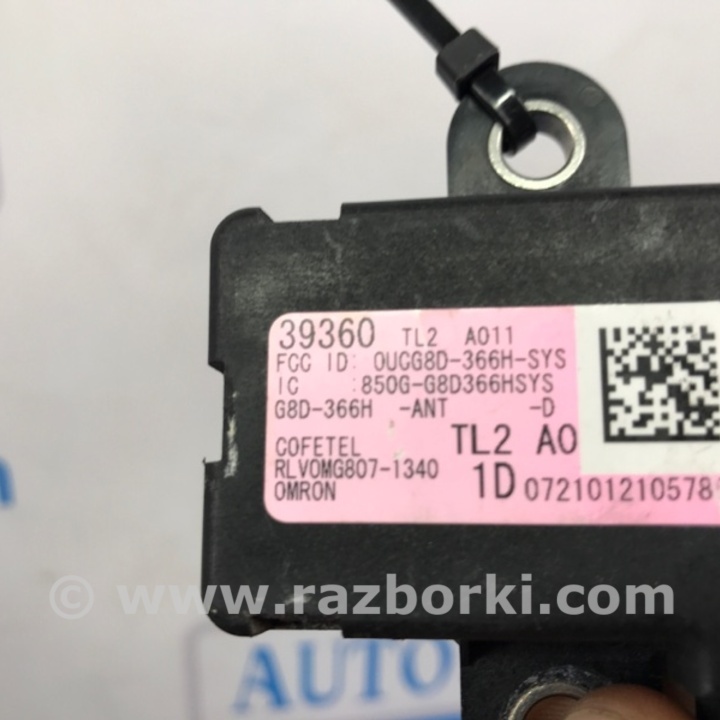 39360 TL2 A011
FCC ID: OUCG8D-366H-SYS
IC :850G-G8D366HSYS
G8D-366H -ANT -D
COFETEL TL2 A0
RLVOMG807-1340
OMRON 1D 0721012105789
© www.razborki.com
AUTO